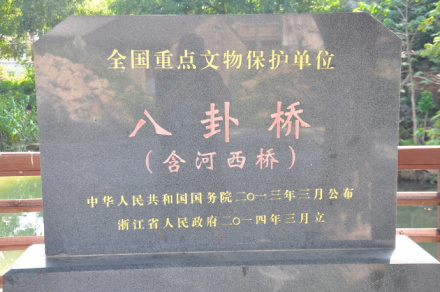 全国重点文物保护单位
八卦桥
(含河西桥)
中华人民共和国国务院二〇一三年三月公布
浙江省人民政府二〇一四年三月立